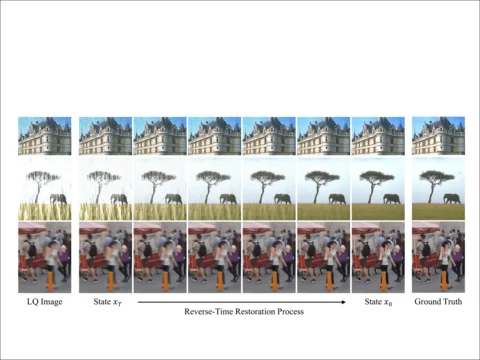 LQ Image
State x_T
State x_0
Ground Truth
Reverse-Time Restoration Process